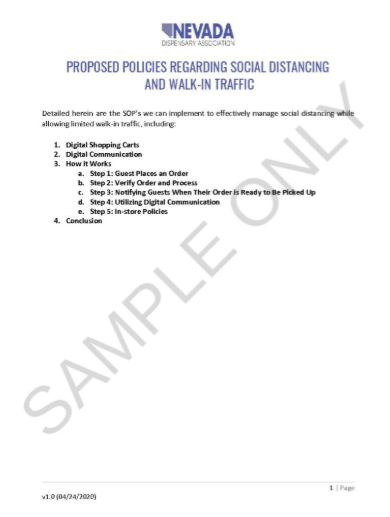 NEVADA
DISPENSARY ASSOCIATION
PROPOSED POLICIES REGARDING SOCIAL DISTANCING
AND WALK-IN TRAFFIC
Detailed herein are the SOP's we can implement to effectively manage social distancing while
allowing limited walk-in traffic, including:
1. Digital Shopping Carts
2. Digital Communication
3. How it Works
a. Step 1: Guest Places an Order
b. Step 2: Verify Order and Process
c. Step 3: Notifying Guests When Their Order is Ready to Be Picked Up
d. Step 4: Utilizing Digital Communication
e. Step 5: In-store Policies
4. Conclusion
SAMPLE ONLY
1 | Page
v1.0 (04/24/2020)